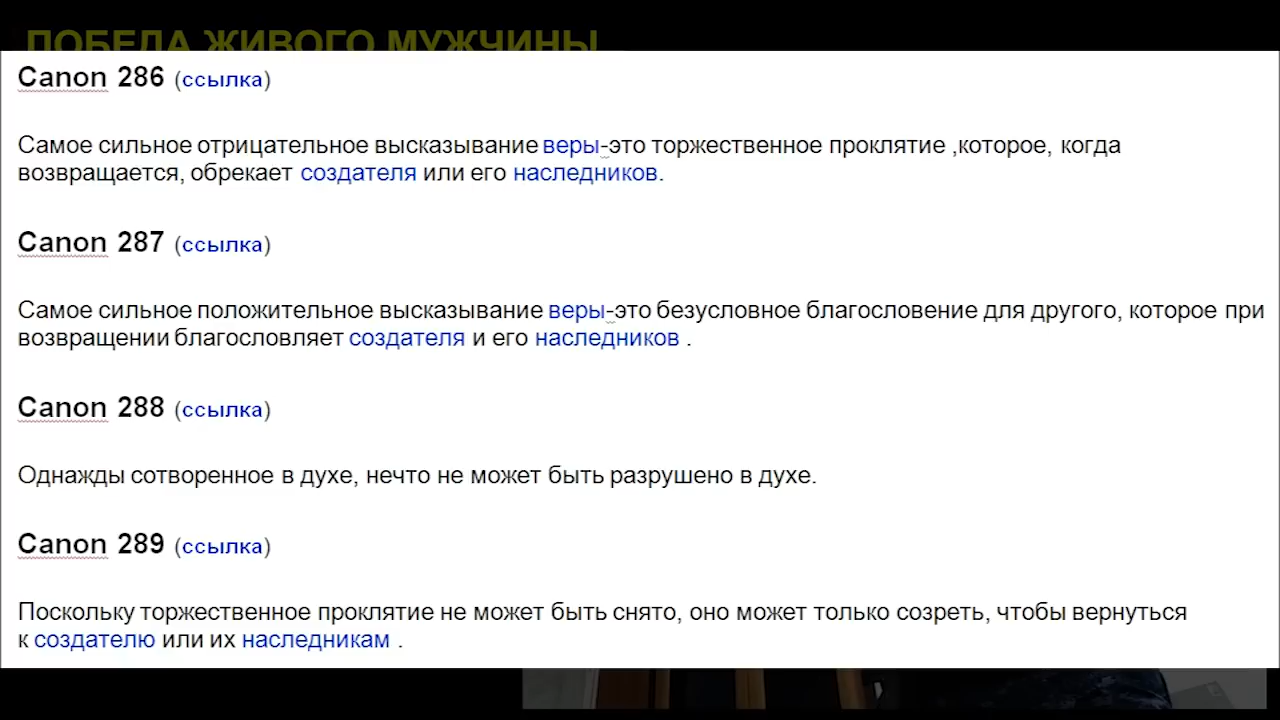 ПОБЕДА ЖИВОГО МУЖЧИНЫ
Canon 286 (ссылка)
Самое сильное отрицательное высказывание веры-это торжественное проклятие ,которое, когда
возвращается, обрекает создателя или его наследников.
Canon 287 (ссылка)
Самое сильное положительное высказывание веры-это безусловное благословение для другого, которое при
возвращении благословляет создателя и его наследников .
Canon 288 (ссылка)
Однажды сотворенное в духе, нечто не может быть разрушено в духе.
Canon 289 (ссылка)
Поскольку торжественное проклятие не может быть снято, оно может только созреть, чтобы вернуться
к создателю или их наследникам .